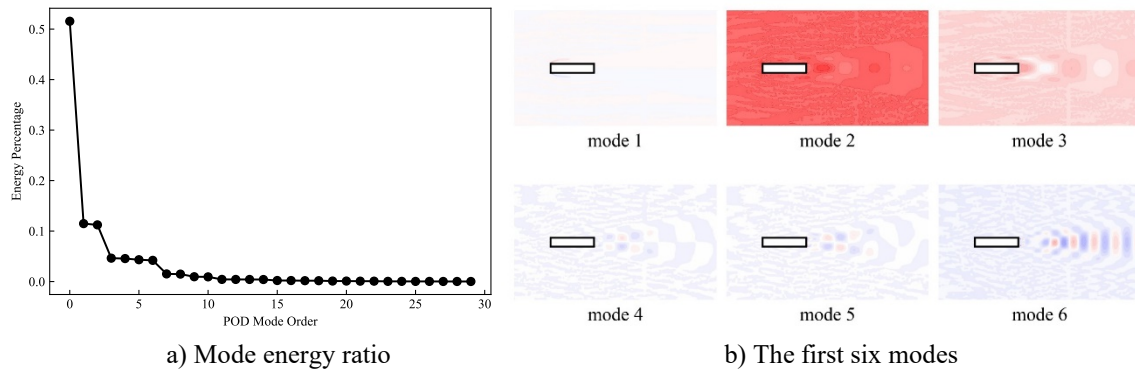 0.5
0.4
0.3
0.2
0.1
0.0
Energy Percentage
0 5 10 15 20 25 30
POD Mode Order
a) Mode energy ratio
mode 1 mode 2 mode 3
mode 4 mode 5 mode 6
b) The first six modes